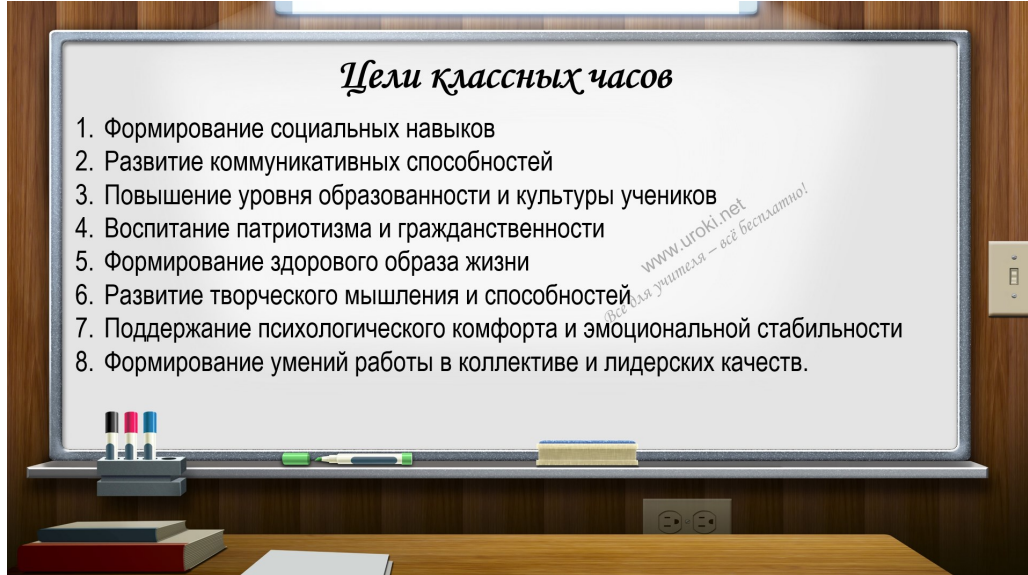 Цели классных часов
1. Формирование социальных навыков
2. Развитие коммуникативных способностей
3. Повышение уровня образованности и культуры учеников
4. Воспитание патриотизма и гражданственности
5. Формирование здорового образа жизни
6. Развитие творческого мышления и способностей
7. Поддержание психологического комфорта и эмоциональной стабильности
8. Формирование умений работы в коллективе и лидерских качеств.
www.uroki.net
Всё для учителя – всё бесплатно!